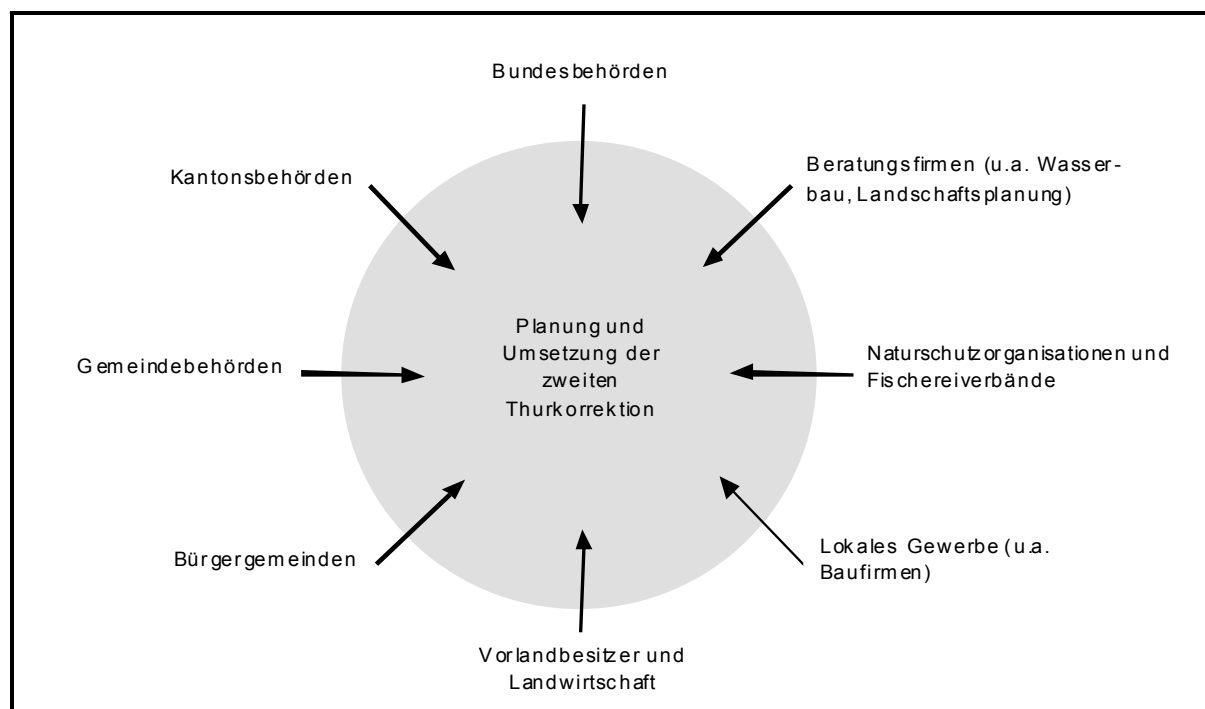 Bundesbehörden
Kantonsbehörden
Beratungsfirmen (u.a. Wasser-
bau, Landschaftsplanung)
Planung und
Umsetzung der
zweiten
Thurkorrektion
Gemeindebehörden
Naturschutzorganisationen und
Fischereiverbände
Bürgergemeinden
Lokales Gewerbe (u.a.
Baufirmen)
Vorlandbesitzer und
Landwirtschaft